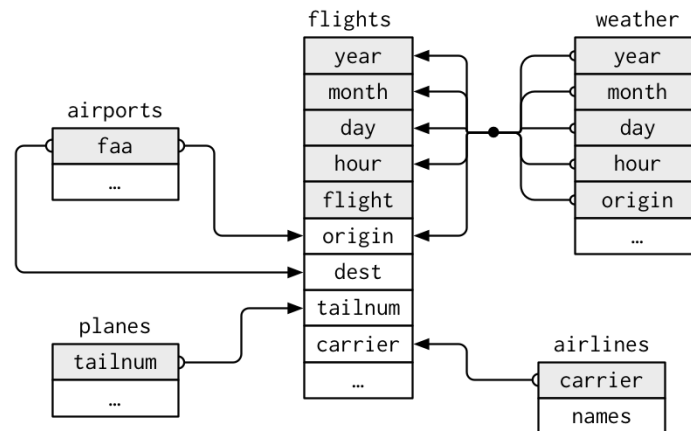 flights
year
month
day
hour
flight
origin
dest
tailnum
carrier
…
weather
year
month
day
hour
origin
…
airports
faa
…
planes
tailnum
…
airlines
carrier
names